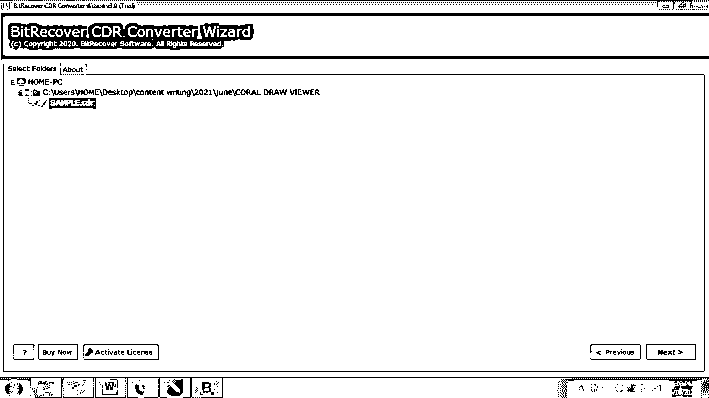 BitRecover CDR Converter Wizard v3.0 (Trial)
BitRecover CDR Converter Wizard
(c) Copyright 2020. BitRecover Software. All Rights Reserved.
Select Folders About
HOME-PC
C:\Users\HOME\Desktop\content writing\2021\june\CORAL DRAW VIEWER
SAMPLE.cdr
? Buy Now Activate License < Previous Next >
W B